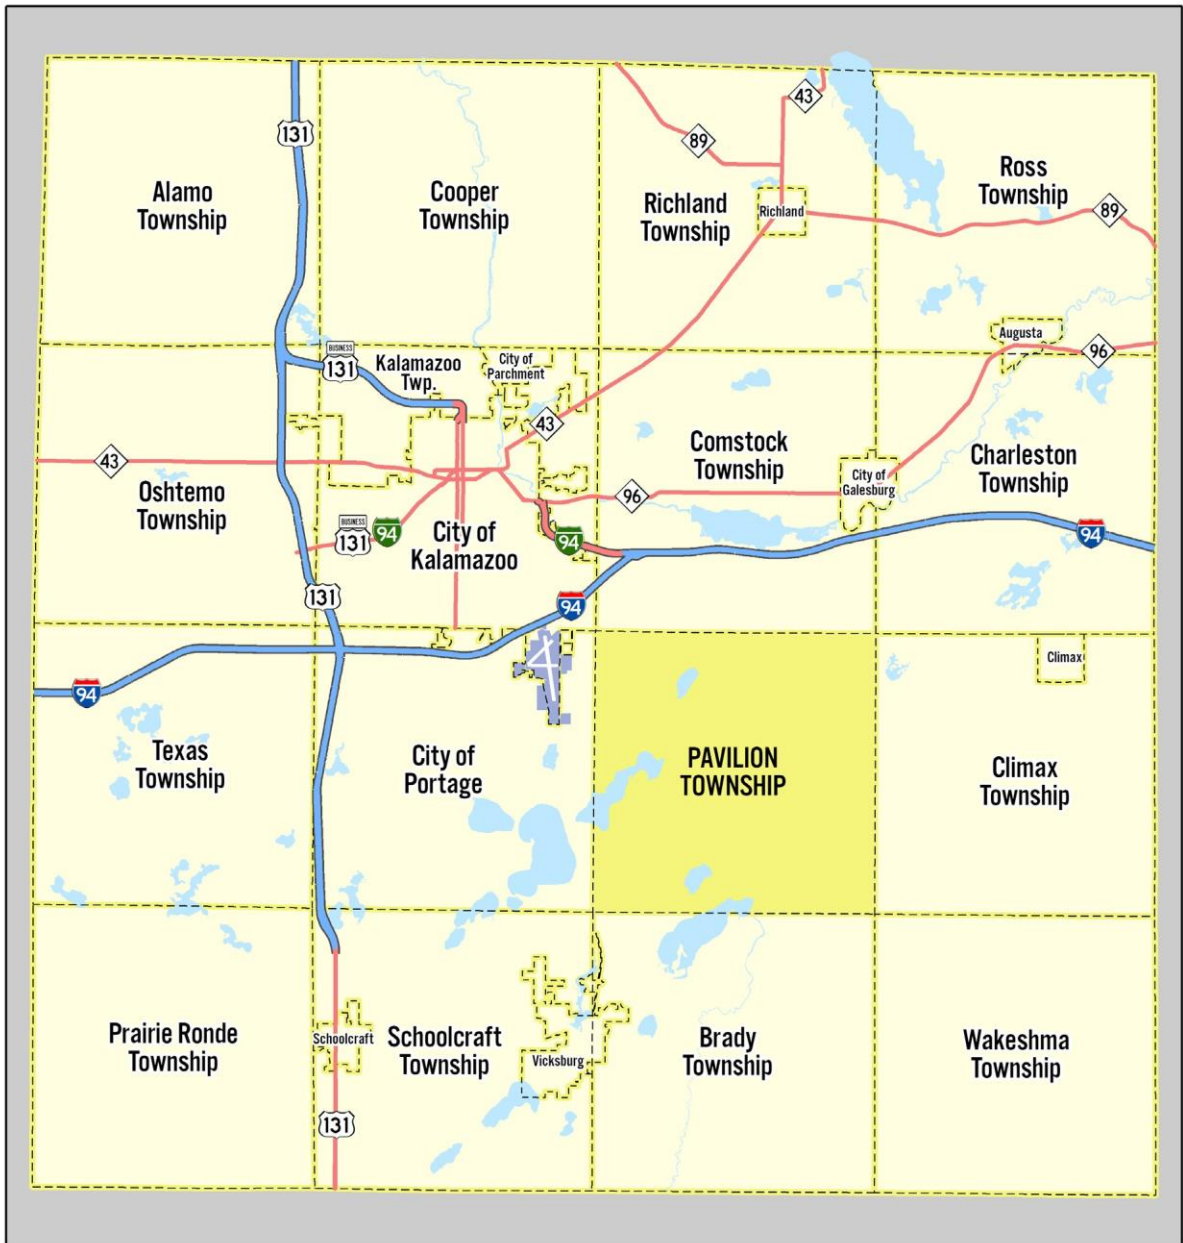 43
131
89
Ross
Township
Alamo
Township
Cooper
Township
Richland
Township
Richland
89
Augusta
BUSINESS
131
Kalamazoo
Twp.
City of
Parchment
96
43
Comstock
Township
43
Oshtemo
Township
City of
Galesburg
Charleston
Township
96
BUSINESS
131
94
City of
Kalamazoo
94
94
131
94
Climax
94
Texas
Township
City of
Portage
PAVILION
TOWNSHIP
Climax
Township
Prairie Ronde
Township
Schoolcraft
Schoolcraft
Township
Vicksburg
Brady
Township
Wakeshma
Township
131